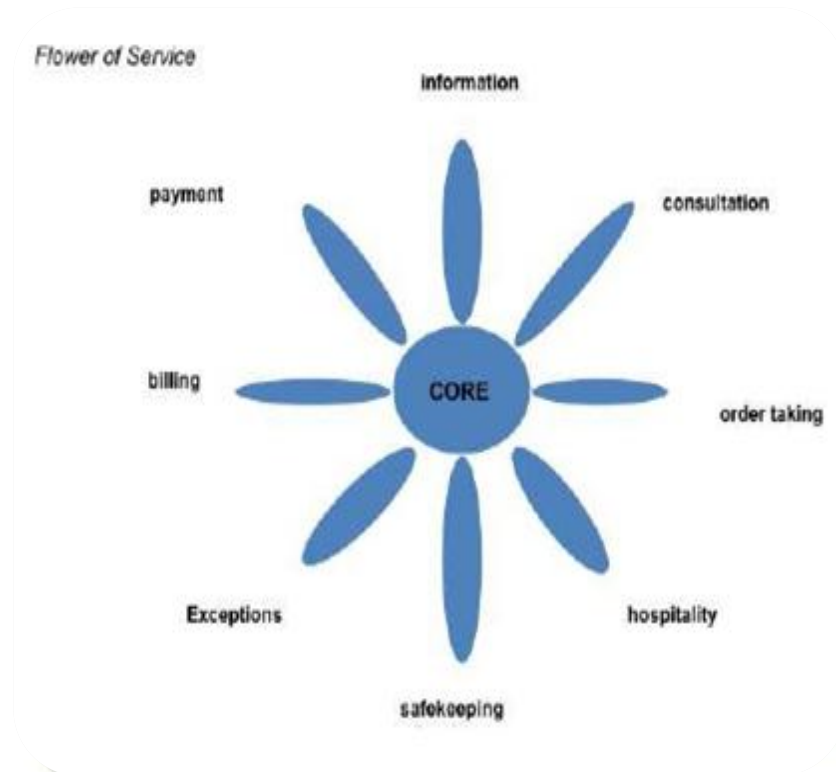 Flower of Service
information
payment
consultation
billing
CORE
order taking
Exceptions
hospitality
safekeeping